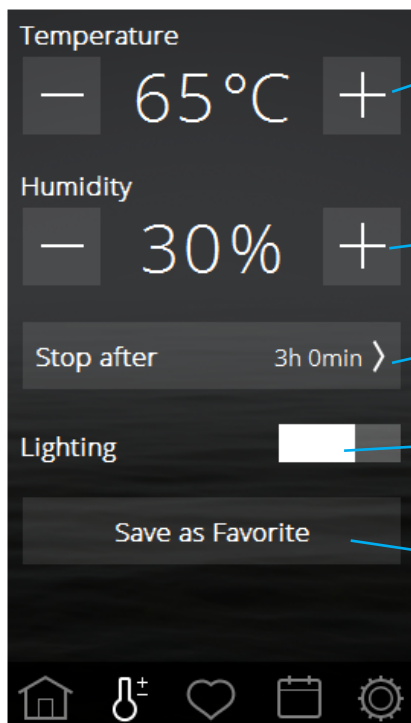 Temperature
— 65°C +
Humidity
— 30% +
Stop after 3h 0min ⟩
Lighting
Save as Favorite